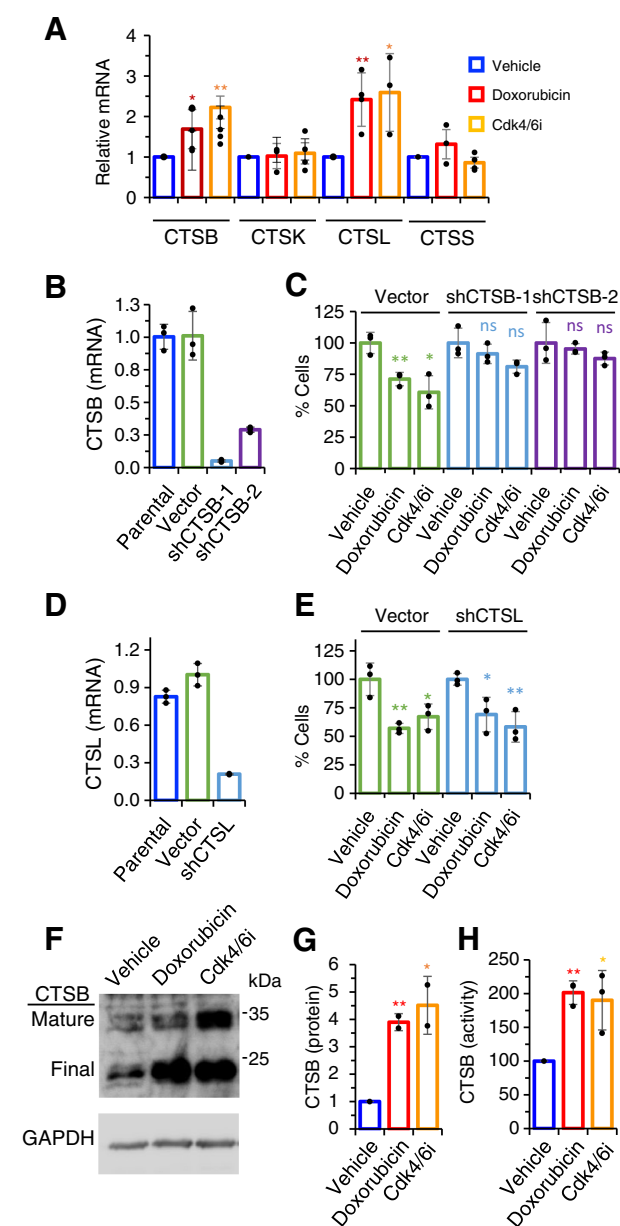 A
Relative mRNA
4
3
2
1
0
* ** ** *
Vehicle
Doxorubicin
Cdk4/6i
CTSB CTSK CTSL CTSS
B
CTSB (mRNA)
1.3
1.0
0.8
0.5
0.3
0.0
Parental
Vector
shCTSB-1
shCTSB-2
C
Vector shCTSB-1 shCTSB-2
% Cells
125
100
75
50
25
0
** * ns ns ns ns
Vehicle
Doxorubicin
Cdk4/6i
Vehicle
Doxorubicin
Cdk4/6i
Vehicle
Doxorubicin
Cdk4/6i
D
CTSL (mRNA)
1.2
0.9
0.3
0.0
Parental
Vector
shCTSL
E
Vector shCTSL
% Cells
125
100
75
50
25
0
** * * **
Vehicle
Doxorubicin
Cdk4/6i
Vehicle
Doxorubicin
Cdk4/6i
F
Vehicle
Doxorubicin
Cdk4/6i
CTSB
kDa
Mature
-35
Final
-25
GAPDH
G
CTSB (protein)
6
5
4
3
2
1
0
** *
Vehicle
Doxorubicin
Cdk4/6i
H
CTSB (activity)
250
200
150
100
50
0
** *
Vehicle
Doxorubicin
Cdk4/6i